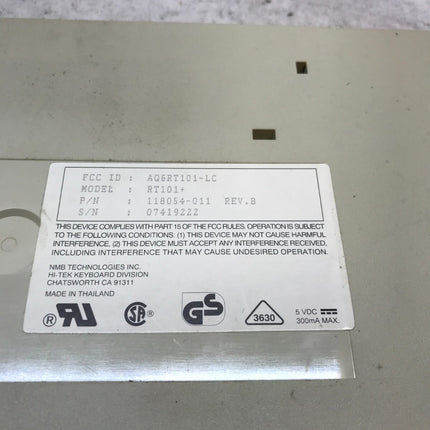 FCC ID : AQ6RT101-LC
MODEL : RT101+
P/N : 118054-011 REV.B
S/N : 07419222
THIS DEVICE COMPLIES WITH PART 15 OF THE FCC RULES. OPERATION IS SUBJECT
TO THE FOLLOWING CONDITIONS: (1) THIS DEVICE MAY NOT CAUSE HARMFUL
INTERFERENCE, (2) THIS DEVICE MUST ACCEPT ANY INTERFERENCE RECEIVED,
INCLUDING INTERFERENCE THAT MAY CAUSE UNDESIRED OPERATION.
NMB TECHNOLOGIES INC.
HI-TEK KEYBOARD DIVISION
CHATSWORTH CA 91311
MADE IN THAILAND
® RU SA ® GS 3630 5 VDC
300mA MAX.